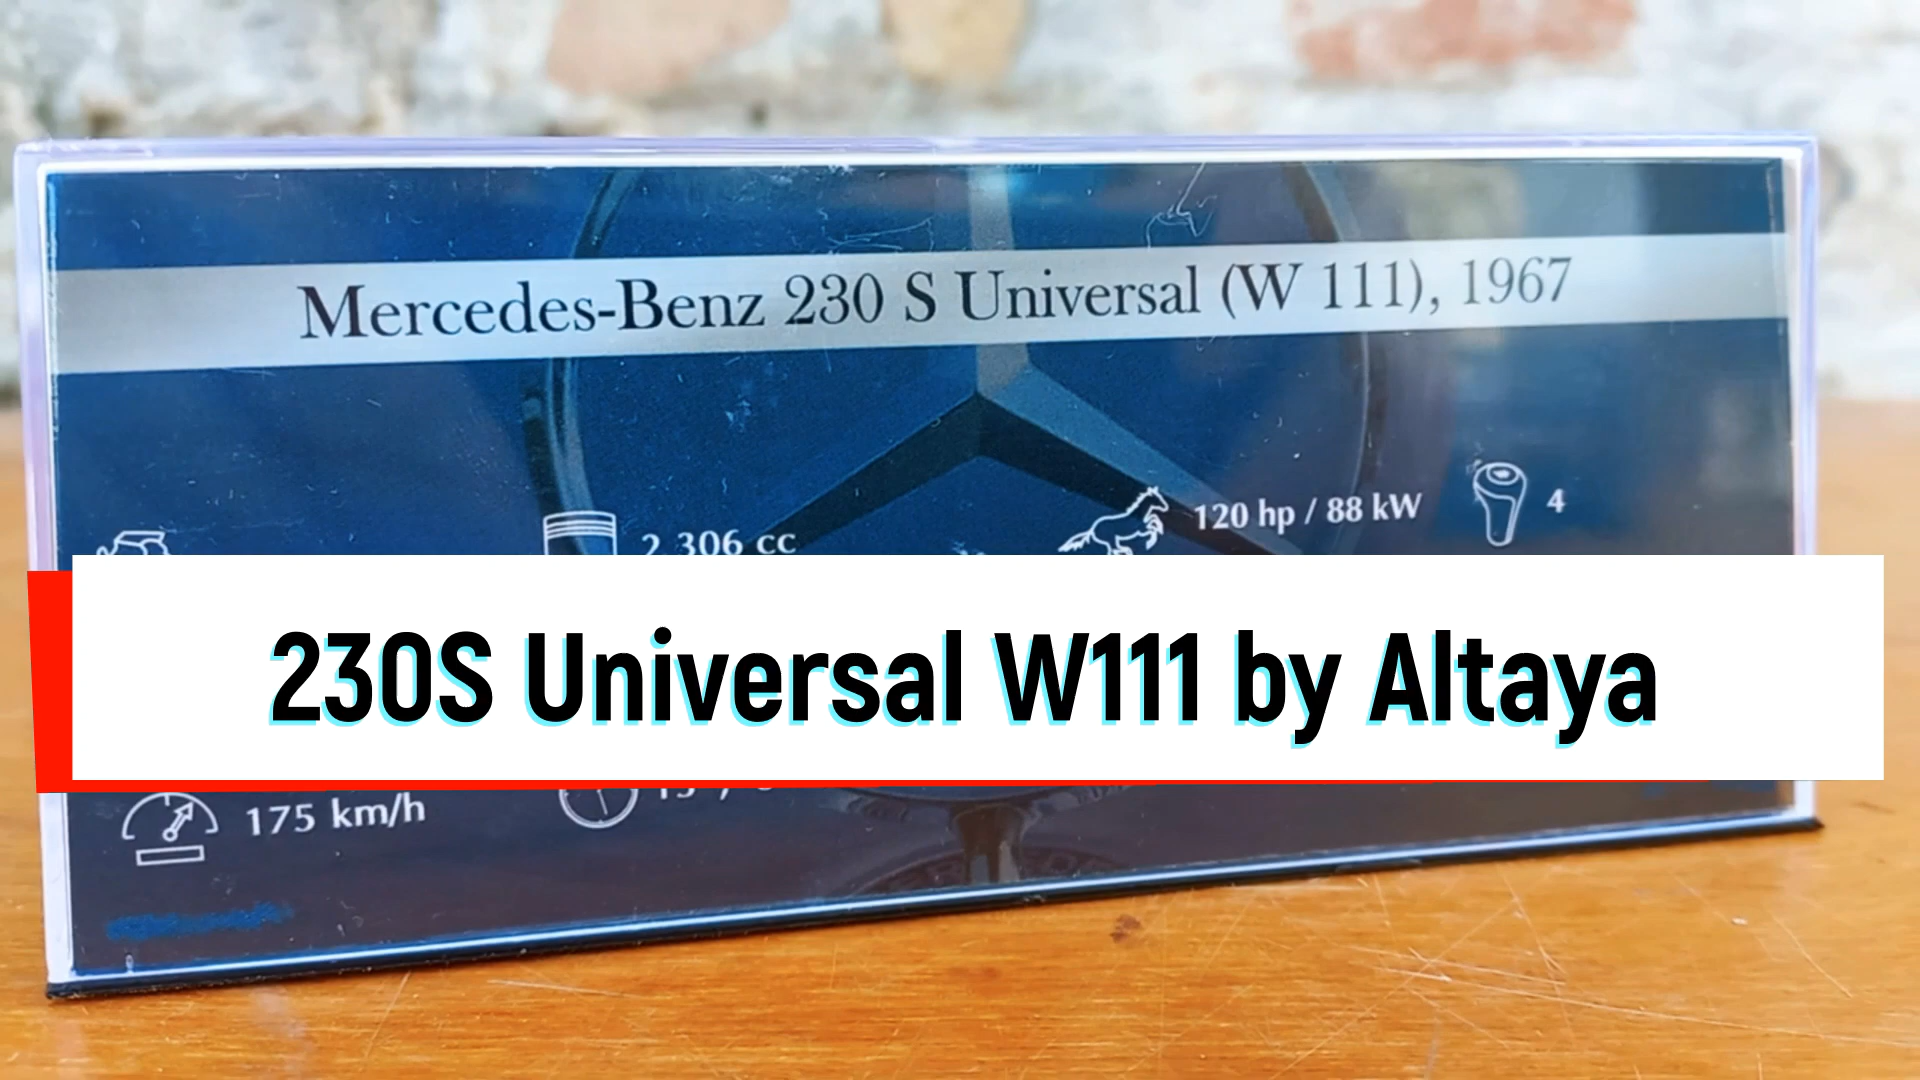 Mercedes-Benz 230 S Universal (W 111), 1967
2 306 cc
120 hp / 88 kW
4
230S Universal W111 by Altaya
175 km/h